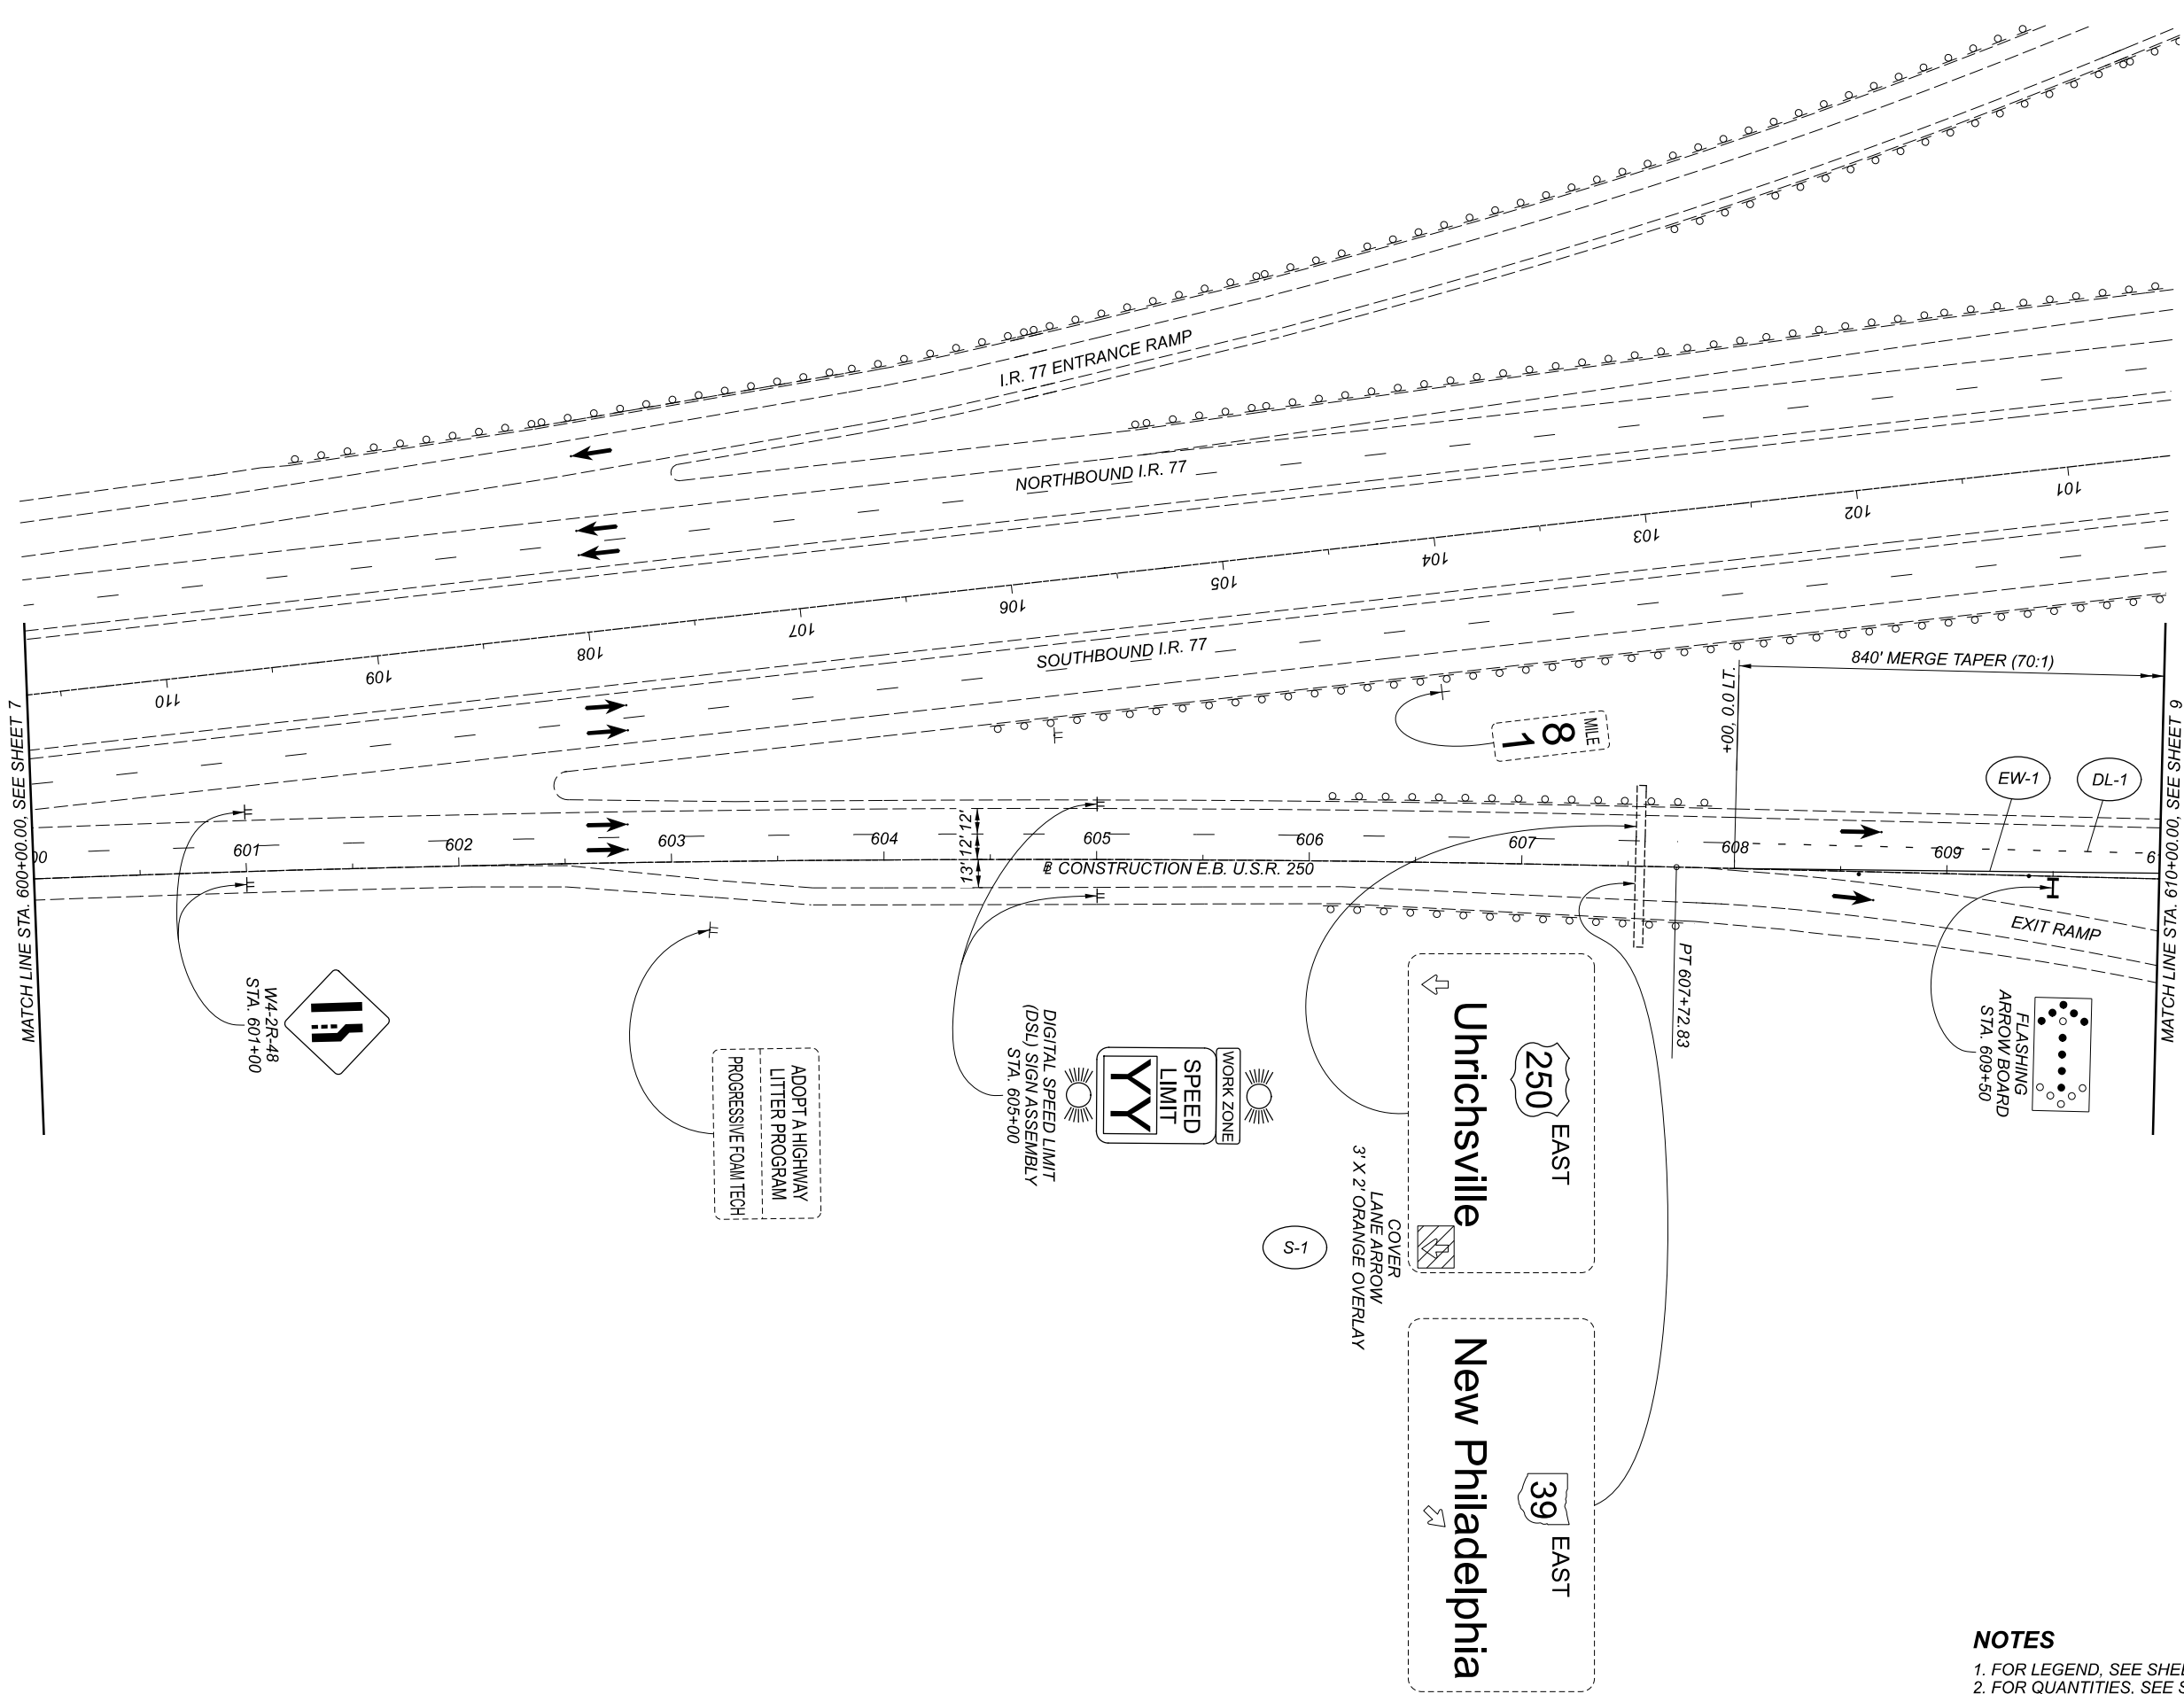 I.R. 77 ENTRANCE RAMP
NORTHBOUND I.R. 77
101
102
103
104
105
106
107
108
109
110
SOUTHBOUND I.R. 77
840' MERGE TAPER (70:1)
+00, 0.0 LT.
MILE
8
1
MATCH LINE STA. 600+00.00, SEE SHEET 7
MATCH LINE STA. 610+00.00, SEE SHEET 9
EW-1
DL-1
00
601
602
603
604
605
606
607
608
609
61
12'
12'
13'
℄ CONSTRUCTION E.B. U.S.R. 250
EXIT RAMP
PT 607+72.83
W4-2R-48
STA. 601+00
ADOPT A HIGHWAY
LITTER PROGRAM
PROGRESSIVE FOAM TECH
WORK ZONE
SPEED
LIMIT
YY
DIGITAL SPEED LIMIT
(DSL) SIGN ASSEMBLY
STA. 605+00
250
EAST
Uhrichsville
COVER
LANE ARROW
3' X 2' ORANGE OVERLAY
S-1
39
EAST
New Philadelphia
FLASHING
ARROW BOARD
STA. 609+50
NOTES
1. FOR LEGEND, SEE
2. FOR QUANTITIES. SEE